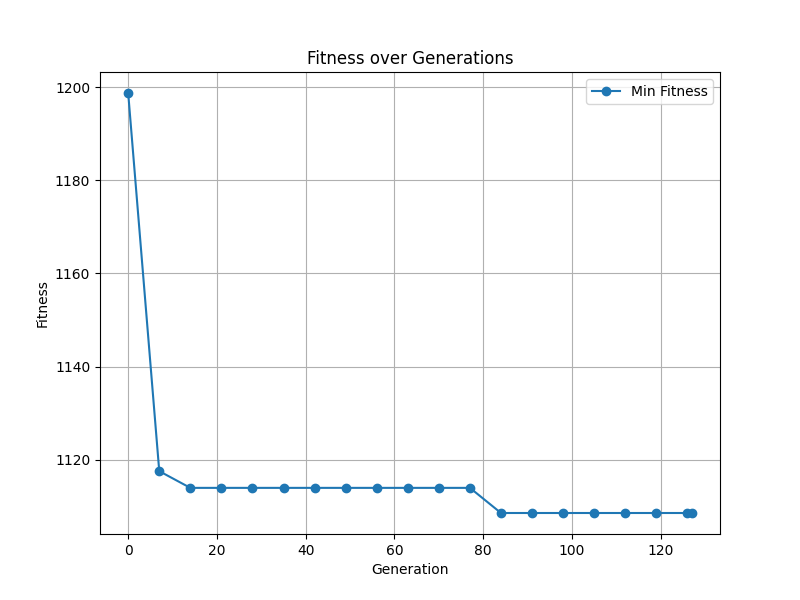 Fitness over Generations
Min Fitness
1200
1180
1160
1140
1120
Fitness
0 20 40 60 80 100 120
Generation